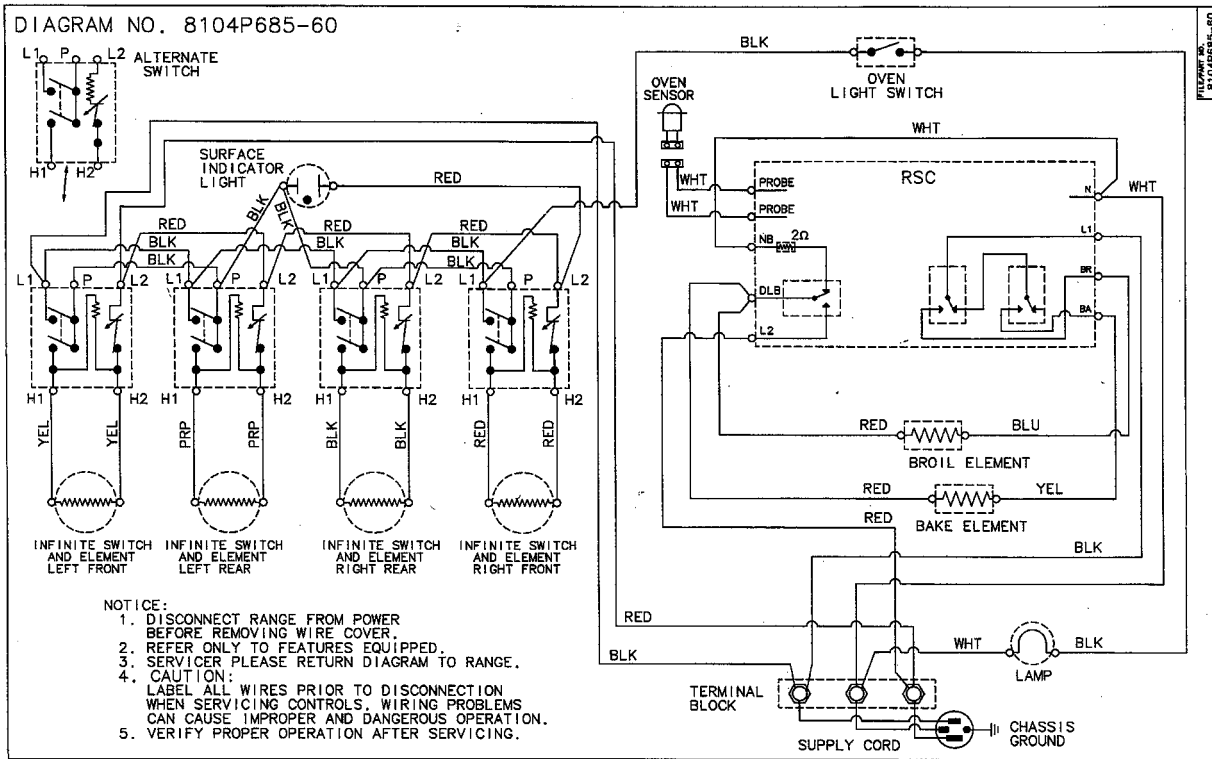 DIAGRAM NO. 8104P685-60
L1 P L2
ALTERNATE
SWITCH
H1 H2
SURFACE
INDICATOR
LIGHT
RED
BLK
BLK
RED
BLK
BLK
RED
BLK
RED
BLK
BLK
L1 P L2
L1 P L2
L1 P L2
L1 P L2
H1 H2
H1 H2
H1 H2
H1 H2
YEL YEL
PRP PRP
BLK BLK
RED RED
INFINITE SWITCH
AND ELEMENT
LEFT FRONT
INFINITE SWITCH
AND ELEMENT
LEFT REAR
INFINITE SWITCH
AND ELEMENT
RIGHT REAR
INFINITE SWITCH
AND ELEMENT
RIGHT FRONT
NOTICE:
1. DISCONNECT RANGE FROM POWER
BEFORE REMOVING WIRE COVER.
2. REFER ONLY TO FEATURES EQUIPPED.
3. SERVICER PLEASE RETURN DIAGRAM TO RANGE.
4. CAUTION:
LABEL ALL WIRES PRIOR TO DISCONNECTION
WHEN SERVICING CONTROLS. WIRING PROBLEMS
CAN CAUSE IMPROPER AND DANGEROUS OPERATION.
5. VERIFY PROPER OPERATION AFTER SERVICING.
BLK
OVEN
LIGHT SWITCH
OVEN
SENSOR
WHT
RSC
WHT PROBE
WHT PROBE
N WHT
NB 2Ω
L1
DLB
BR
L2
BA
RED BLU
BROIL ELEMENT
RED YEL
BAKE ELEMENT
RED
BLK
RED
BLK
WHT BLK
LAMP
TERMINAL
BLOCK
SUPPLY CORD
CHASSIS
GROUND
FILE/PART NO.
8104P685-60